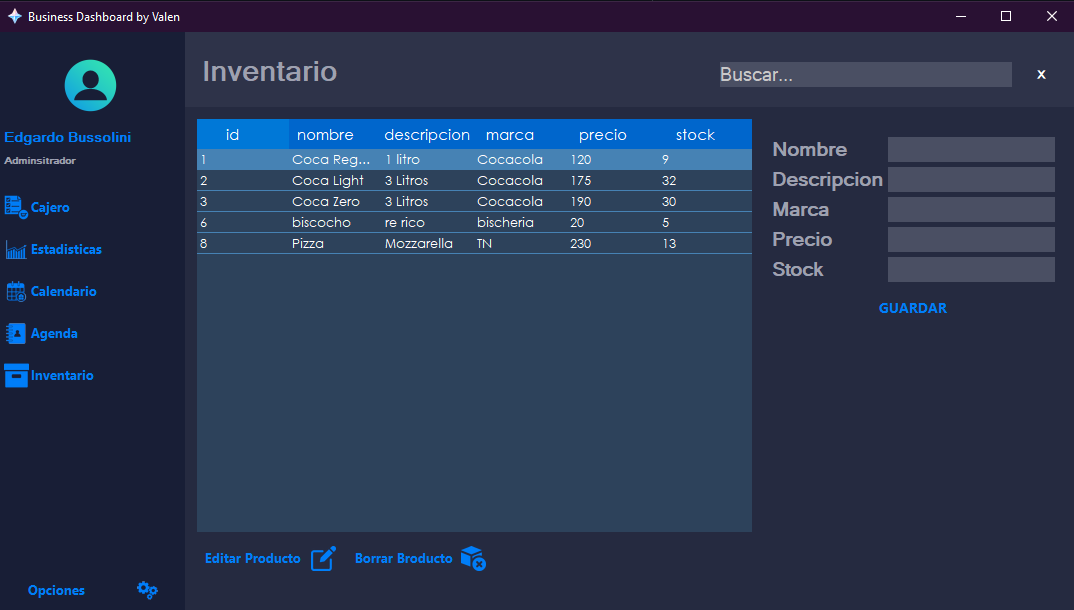 Business Dashboard by Valen
Inventario
Buscar...
x
Edgardo Bussolini
Adminsitrador
Cajero
Estadisticas
Calendario
Agenda
Inventario
Opciones
id nombre descripcion marca precio stock
1 Coca Reg... 1 litro Cocacola 120 9
2 Coca Light 3 Litros Cocacola 175 32
3 Coca Zero 3 Litros Cocacola 190 30
6 biscocho re rico bischeria 20 5
8 Pizza Mozzarella TN 230 13
Editar Producto
Borrar Broducto
Nombre
Descripcion
Marca
Precio
Stock
GUARDAR